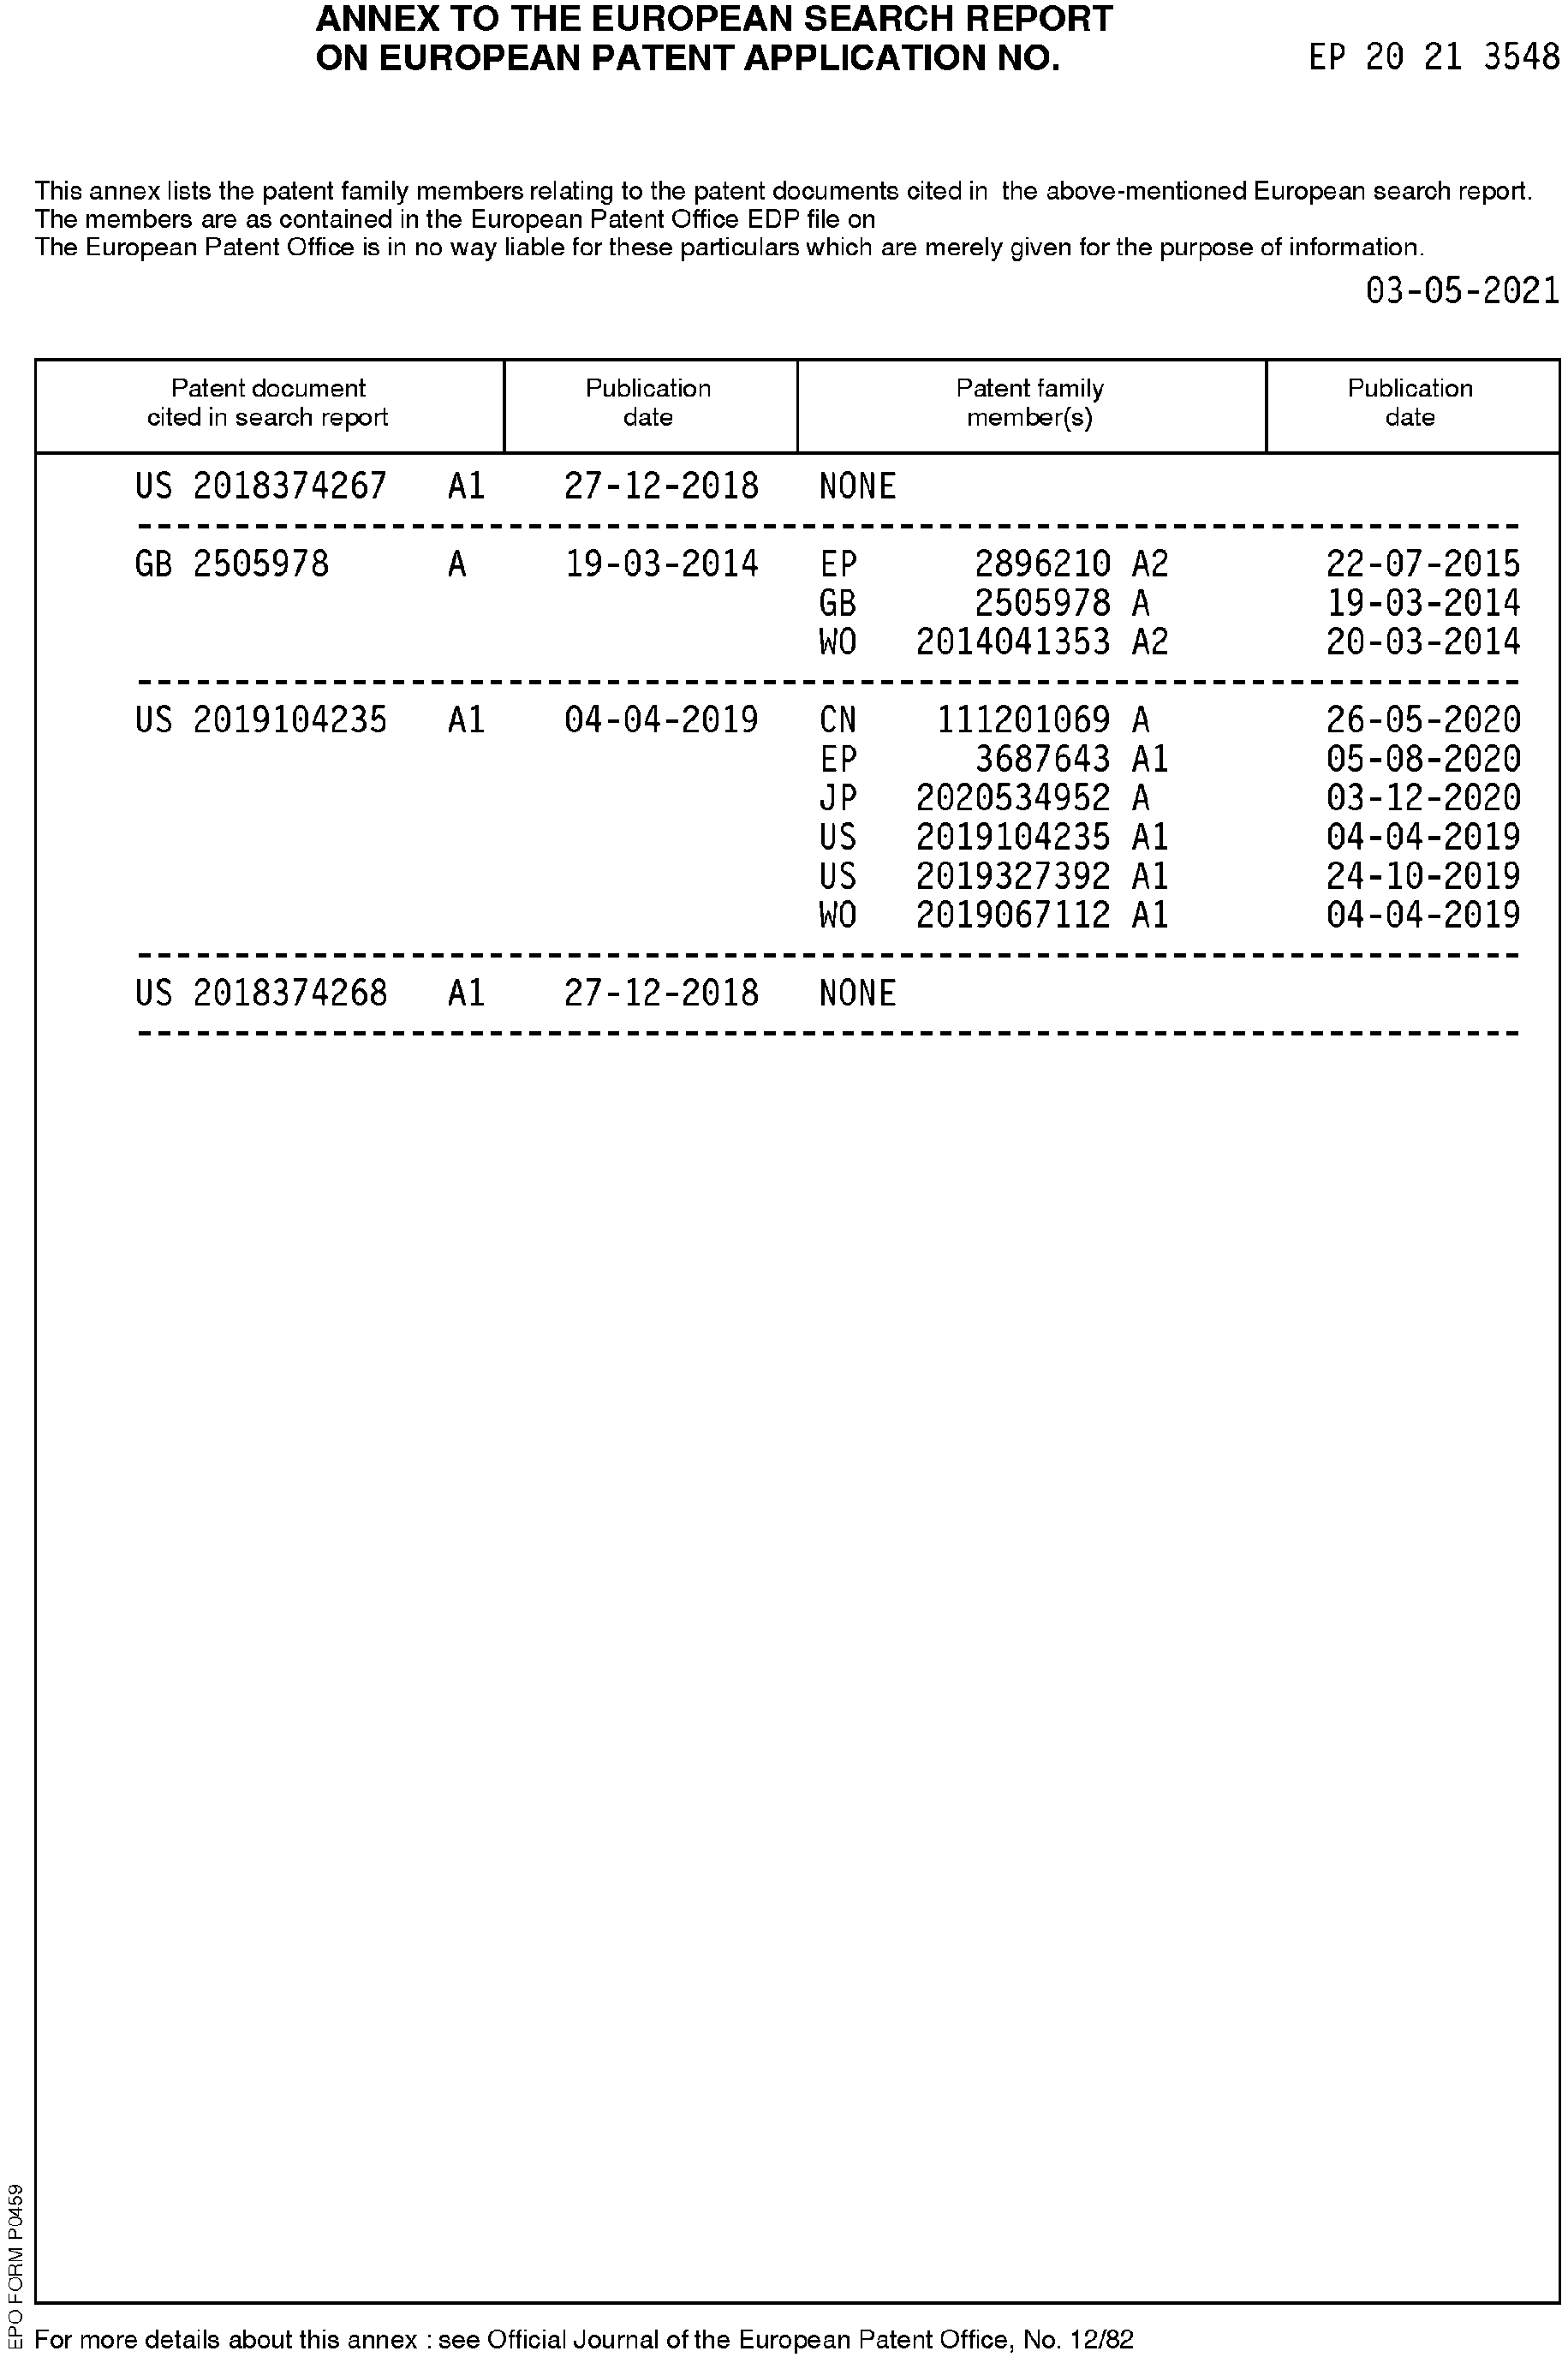 ANNEX TO THE EUROPEAN SEARCH REPORT
ON EUROPEAN PATENT APPLICATION NO. EP 20 21 3548
This annex lists the patent family members relating to the patent documents cited in the above-mentioned European search report.
The members are as contained in the European Patent Office EDP file on
The European Patent Office is in no way liable for these particulars which are merely given for the purpose of information.
03-05-2021
Patent document cited in search report Publication date Patent family member(s) Publication date
US 2018374267 A1 27-12-2018 NONE
GB 2505978 A 19-03-2014 EP 2896210 A2 22-07-2015
GB 2505978 A 19-03-2014
WO 2014041353 A2 20-03-2014
US 2019104235 A1 04-04-2019 CN 111201069 A 26-05-2020
EP 3687643 A1 05-08-2020
JP 2020534952 A 03-12-2020
US 2019104235 A1 04-04-2019
US 2019327392 A1 24-10-2019
WO 2019067112 A1 04-04-2019
US 2018374268 A1 27-12-2018 NONE
EPO FORM P0459
For more details about this annex : see Official Journal of the European Patent Office, No. 12/82